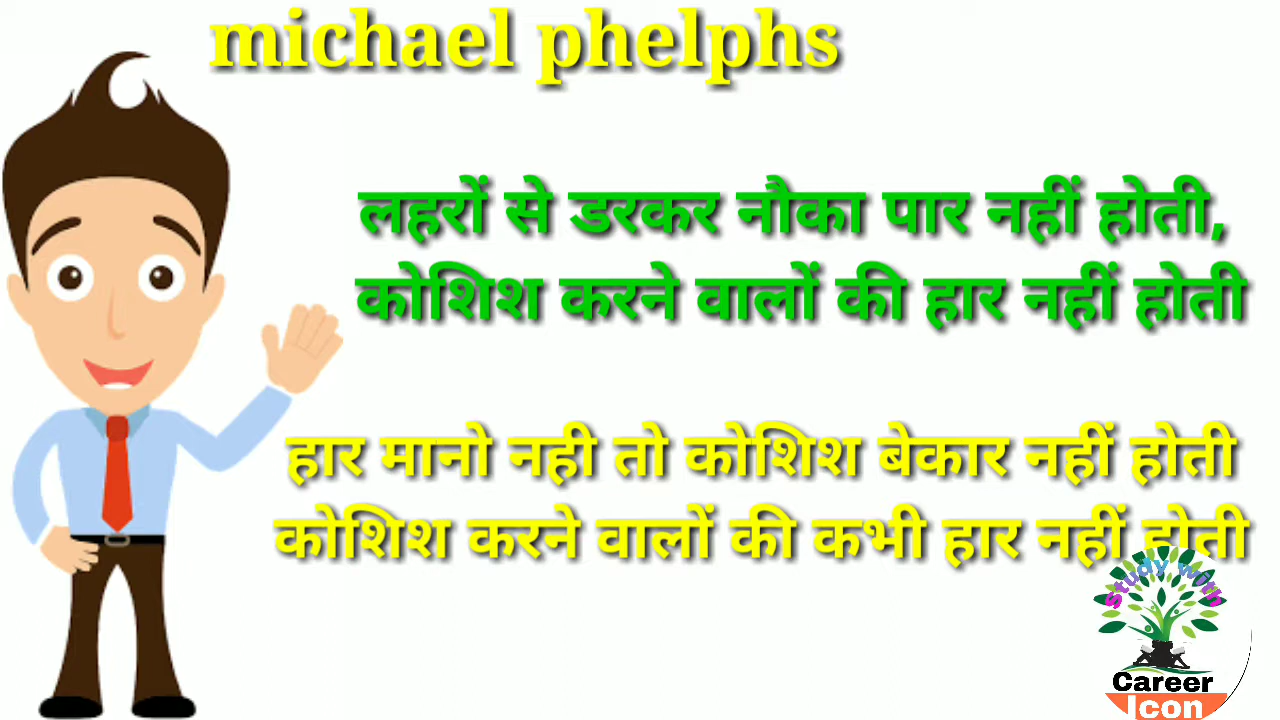 michael phelphs
लहरों से डरकर नौका पार नहीं होती,
कोशिश करने वालों की हार नहीं होती
हार मानो नही तो कोशिश बेकार नहीं होती
कोशिश करने वालों की कभी हार नहीं होती
study with
Career
Icon